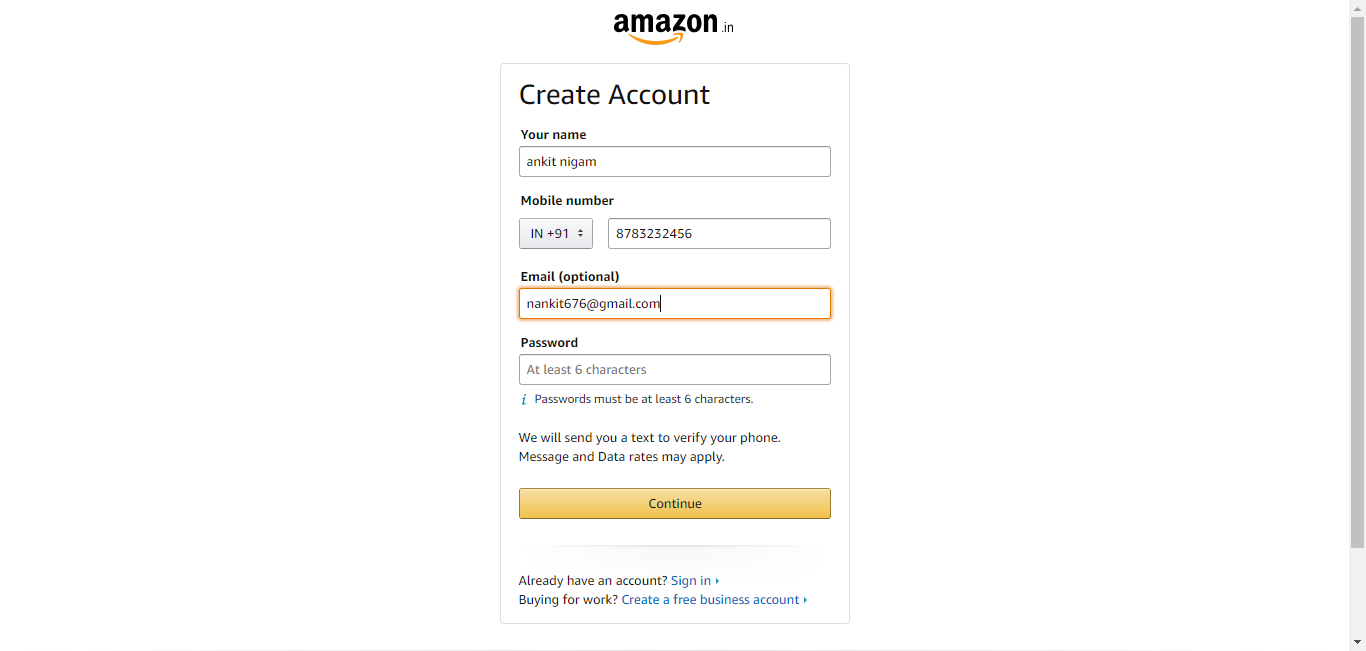 amazon.in
Create Account
Your name
ankit nigam
Mobile number
IN +91 8783232456
Email (optional)
nankit676@gmail.com
Password
At least 6 characters
i Passwords must be at least 6 characters.
We will send you a text to verify your phone.
Message and Data rates may apply.
Continue
Already have an account? Sign in
Buying for work? Create a free business account